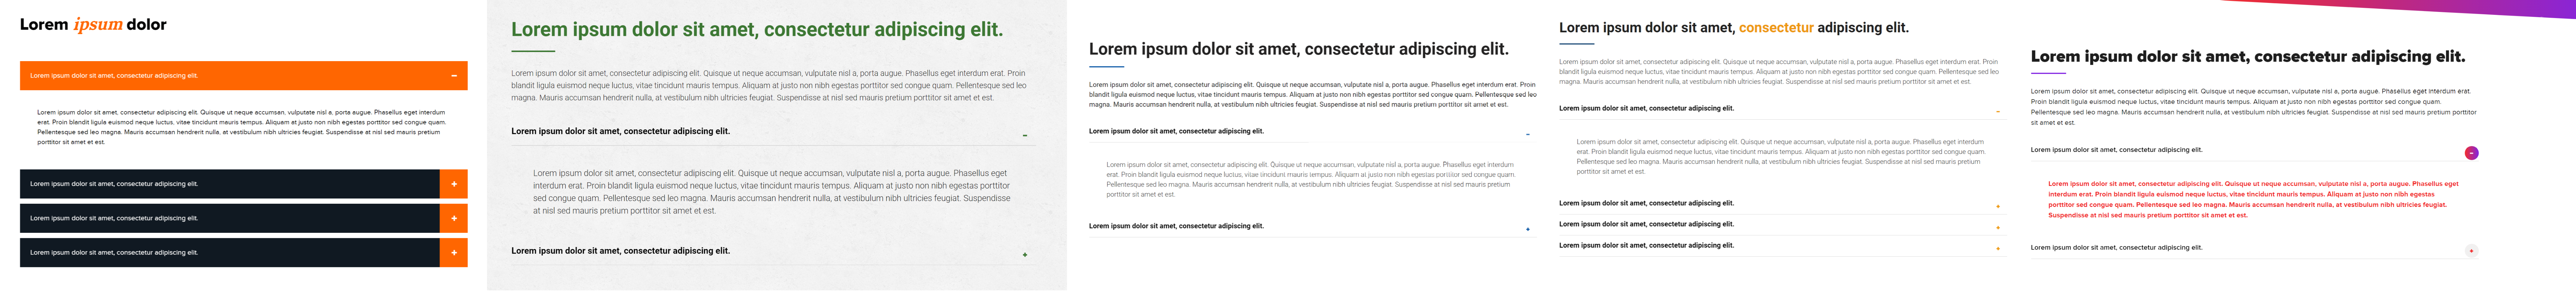 Lorem ipsum dolor
Lorem ipsum dolor sit amet, consectetur adipiscing elit.
Lorem ipsum dolor sit amet, consectetur adipiscing elit. Quisque ut neque accumsan, vulputate nisl a, porta augue. Phasellus eget interdum
erat. Proin blandit ligula euismod neque luctus, vitae tincidunt mauris tempus. Aliquam at justo non nibh egestas porttitor sed congue quam.
Pellentesque sed leo magna. Mauris accumsan hendrerit nulla, at vestibulum nibh ultricies feugiat. Suspendisse at nisl sed mauris pretium
porttitor sit amet et est.
Lorem ipsum dolor sit amet, consectetur adipiscing elit.
Lorem ipsum dolor sit amet, consectetur adipiscing elit.
Lorem ipsum dolor sit amet, consectetur adipiscing elit.
Lorem ipsum dolor sit amet, consectetur adipiscing elit.
Lorem ipsum dolor sit amet, consectetur adipiscing elit. Quisque ut neque accumsan, vulputate nisl a, porta augue. Phasellus eget interdum erat. Proin
blandit ligula euismod neque luctus, vitae tincidunt mauris tempus. Aliquam at justo non nibh egestas porttitor sed congue quam. Pellentesque sed leo
magna. Mauris accumsan hendrerit nulla, at vestibulum nibh ultricies feugiat. Suspendisse at nisl sed mauris pretium porttitor sit amet et est.
Lorem ipsum dolor sit amet, consectetur adipiscing elit.
Lorem ipsum dolor sit amet, consectetur adipiscing elit. Quisque ut neque accumsan, vulputate nisl a, porta augue. Phasellus eget
interdum erat. Proin blandit ligula euismod neque luctus, vitae tincidunt mauris tempus. Aliquam at justo non nibh egestas porttitor
sed congue quam. Pellentesque sed leo magna. Mauris accumsan hendrerit nulla, at vestibulum nibh ultricies feugiat. Suspendisse
at nisl sed mauris pretium porttitor sit amet et est.
Lorem ipsum dolor sit amet, consectetur adipiscing elit.
Lorem ipsum dolor sit amet, consectetur adipiscing elit.
Lorem ipsum dolor sit amet, consectetur adipiscing elit. Quisque ut neque accumsan, vulputate nisl a, porta augue. Phasellus eget interdum erat. Proin
blandit ligula euismod neque luctus, vitae tincidunt mauris tempus. Aliquam at justo non nibh egestas porttitor sed congue quam. Pellentesque sed leo
magna. Mauris accumsan hendrerit nulla, at vestibulum nibh ultricies feugiat. Suspendisse at nisl sed mauris pretium porttitor sit amet et est.
Lorem ipsum dolor sit amet, consectetur adipiscing elit.
Lorem ipsum dolor sit amet, consectetur adipiscing elit. Quisque ut neque accumsan, vulputate nisl a, porta augue. Phasellus eget interdum
erat. Proin blandit ligula euismod neque luctus, vitae tincidunt mauris tempus. Aliquam at justo non nibh egestas porttitor sed congue quam.
Pellentesque sed leo magna. Mauris accumsan hendrerit nulla, at vestibulum nibh ultricies feugiat. Suspendisse at nisl sed mauris pretium
porttitor sit amet et est.
Lorem ipsum dolor sit amet, consectetur adipiscing elit.
Lorem ipsum dolor sit amet, consectetur adipiscing elit.
Lorem ipsum dolor sit amet, consectetur adipiscing elit. Quisque ut neque accumsan, vulputate nisl a, porta augue. Phasellus eget interdum erat. Proin
blandit ligula euismod neque luctus, vitae tincidunt mauris tempus. Aliquam at justo non nibh egestas porttitor sed congue quam. Pellentesque sed leo
magna. Mauris accumsan hendrerit nulla, at vestibulum nibh ultricies feugiat. Suspendisse at nisl sed mauris pretium porttitor sit amet et est.
Lorem ipsum dolor sit amet, consectetur adipiscing elit.
Lorem ipsum dolor sit amet, consectetur adipiscing elit. Quisque ut neque accumsan, vulputate nisl a, porta augue. Phasellus eget interdum
erat. Proin blandit ligula euismod neque luctus, vitae tincidunt mauris tempus. Aliquam at justo non nibh egestas porttitor sed congue quam.
Pellentesque sed leo magna. Mauris accumsan hendrerit nulla, at vestibulum nibh ultricies feugiat. Suspendisse at nisl sed mauris pretium
porttitor sit amet et est.
Lorem ipsum dolor sit amet, consectetur adipiscing elit.
Lorem ipsum dolor sit amet, consectetur adipiscing elit.
Lorem ipsum dolor sit amet, consectetur adipiscing elit.
Lorem ipsum dolor sit amet, consectetur adipiscing elit.
Lorem ipsum dolor sit amet, consectetur adipiscing elit. Quisque ut neque accumsan, vulputate nisl a, porta augue. Phasellus eget interdum erat.
Proin blandit ligula euismod neque luctus, vitae tincidunt mauris tempus. Aliquam at justo non nibh egestas porttitor sed congue quam.
Pellentesque sed leo magna. Mauris accumsan hendrerit nulla, at vestibulum nibh ultricies feugiat. Suspendisse at nisl sed mauris pretium porttitor
sit amet et est.
Lorem ipsum dolor sit amet, consectetur adipiscing elit.
Lorem ipsum dolor sit amet, consectetur adipiscing elit. Quisque ut neque accumsan, vulputate nisl a, porta augue. Phasellus eget
interdum erat. Proin blandit ligula euismod neque luctus, vitae tincidunt mauris tempus. Aliquam at justo non nibh egestas
porttitor sed congue quam. Pellentesque sed leo magna. Mauris accumsan hendrerit nulla, at vestibulum nibh ultricies feugiat.
Suspendisse at nisl sed mauris pretium porttitor sit amet et est.
Lorem ipsum dolor sit amet, consectetur adipiscing elit.